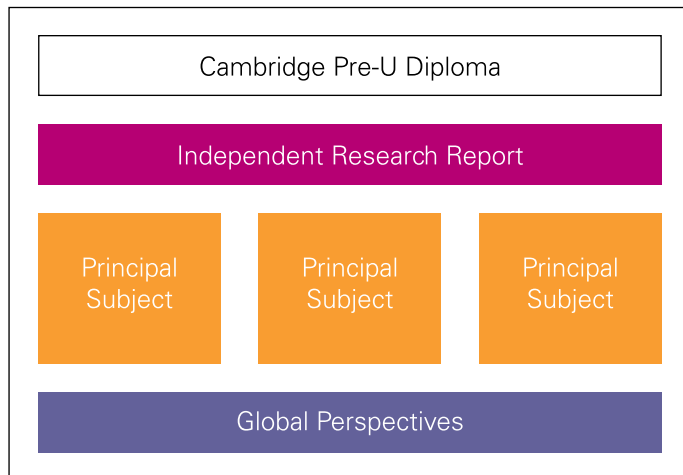 Cambridge Pre-U Diploma
Independent Research Report
Principal
Subject
Principal
Subject
Principal
Subject
Global Perspectives